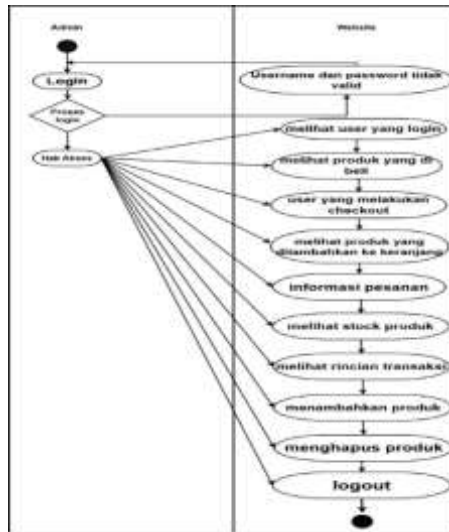 Admin
Website
Login
Username dan password tidak
valid
Proses
login
melihat user yang login
Hak Akses
melihat produk yang di
beli
user yang melakukan
checkout
melihat produk yang
ditambahkan ke keranjang
informasi pesanan
melihat stock produk
melihat rincian transaksi
menambahkan produk
menghapus produk
logout